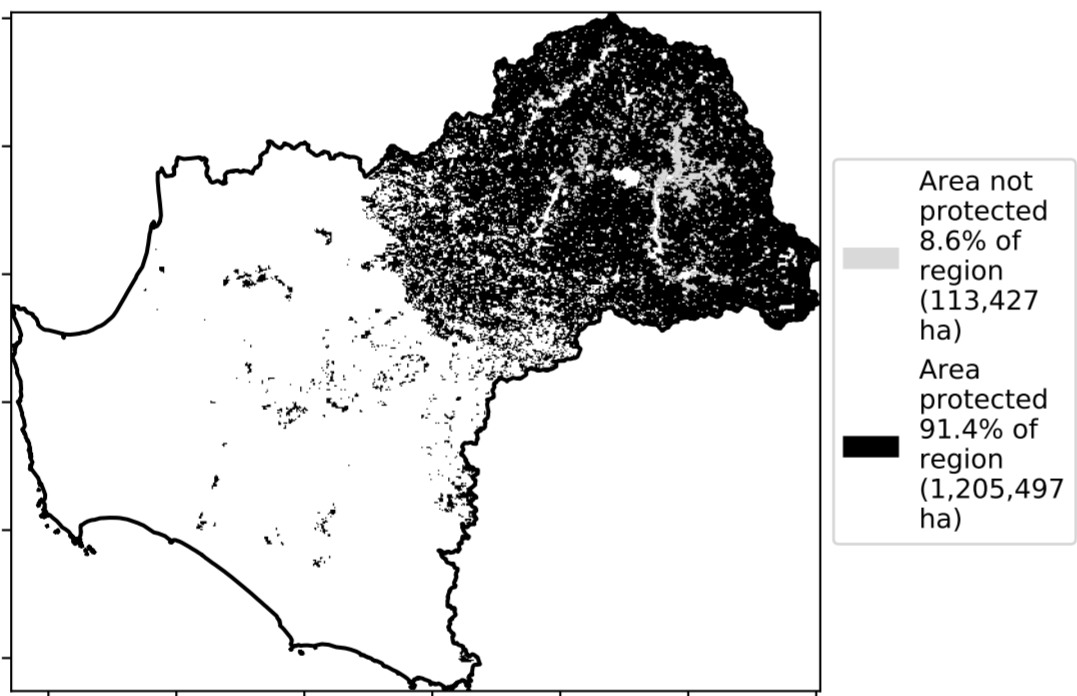 Area not
protected
8.6% of
region
(113,427
ha)
Area
protected
91.4% of
region
(1,205,497
ha)